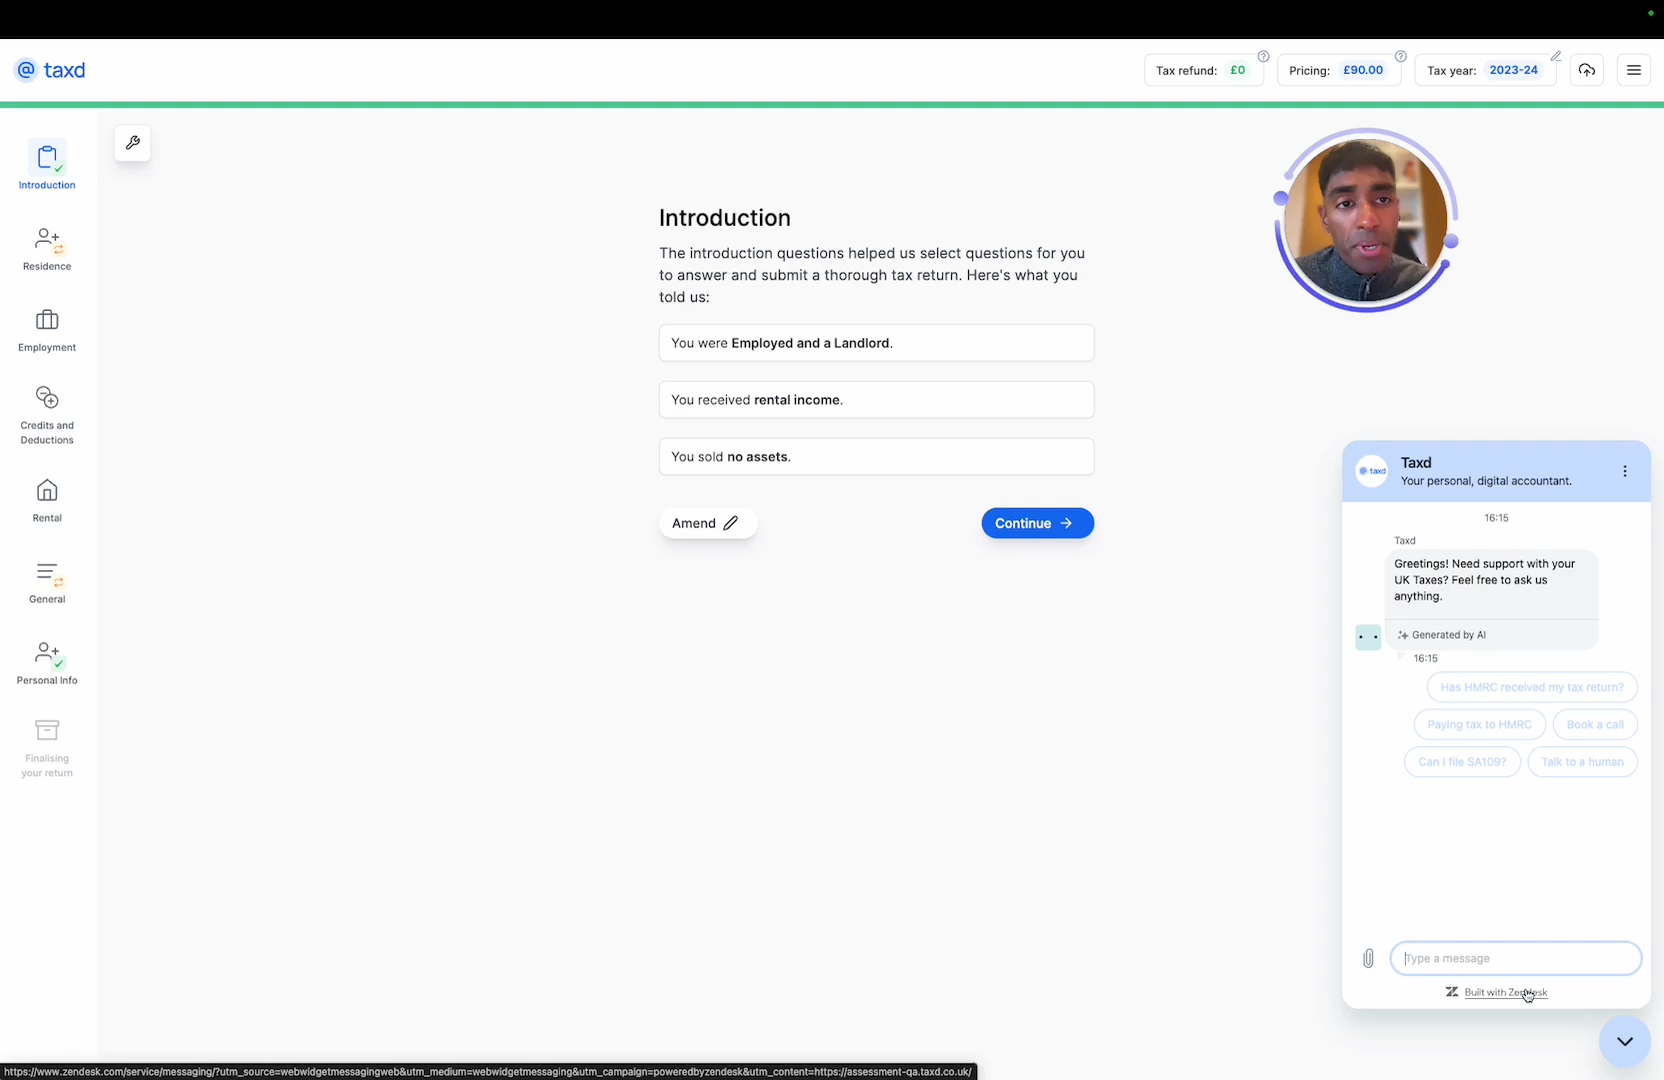 @ taxd
Tax refund: £0
Pricing: £90.00
Tax year: 2023-24
Introduction
Residence
Employment
Credits and
Deductions
Rental
General
Personal Info
Finalising
your return
Introduction
The introduction questions helped us select questions for you
to answer and submit a thorough tax return. Here's what you
told us:
You were Employed and a Landlord.
You received rental income.
You sold no assets.
Amend
Continue
@ taxd
Taxd
Your personal, digital accountant.
16:15
Taxd
Greetings! Need support with your
UK Taxes? Feel free to ask us
anything.
Generated by AI
16:15
Has HMRC received my tax return?
Paying tax to HMRC
Book a call
Can I file SA109?
Talk to a human
Type a message
Built with Zendesk
https://www.zendesk.com/service/messaging/?utm_source=webwidgetmessagingweb&utm_medium=webwidgetmessaging&utm_campaign=poweredbyzendesk&utm_content=https://assessment-qa.taxd.co.uk/